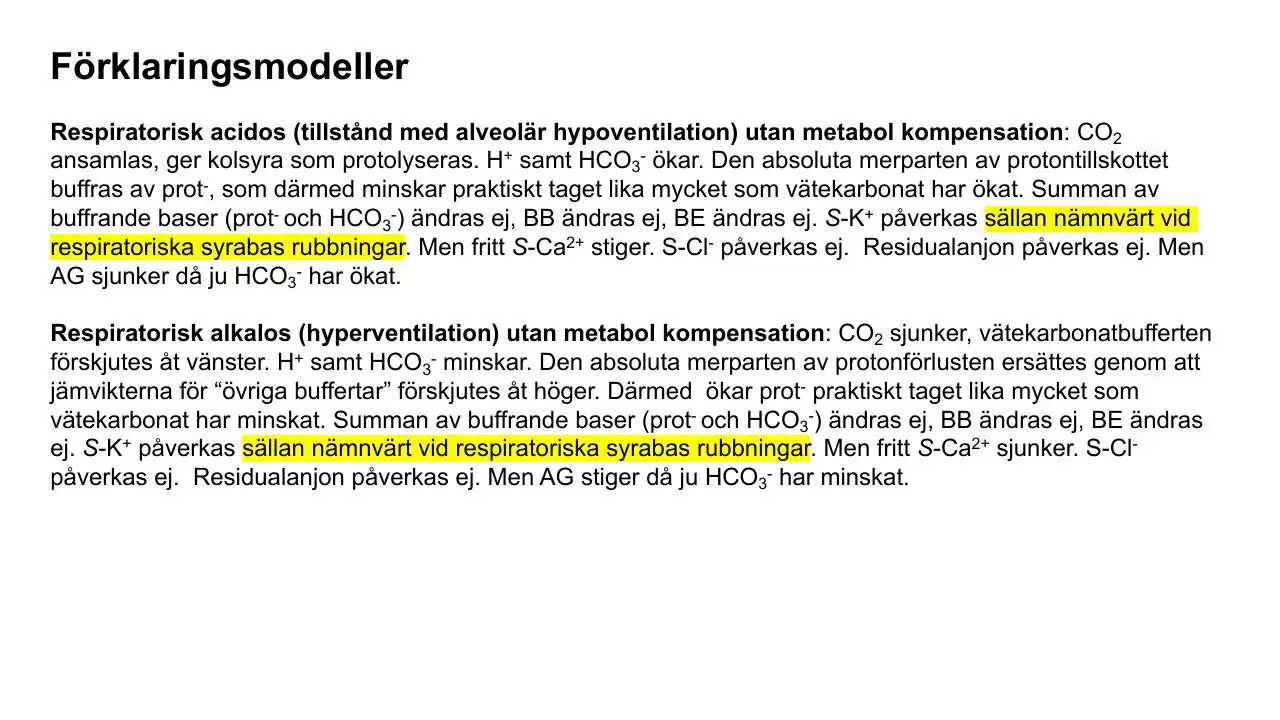 Förklaringsmodeller
Respiratorisk acidos (tillstånd med alveolär hypoventilation) utan metabol kompensation: CO₂
ansamlas, ger kolsyra som protolyseras. H⁺ samt HCO₃⁻ ökar. Den absoluta merparten av protontillskottet
buffras av prot⁻, som därmed minskar praktiskt taget lika mycket som vätekarbonat har ökat. Summan av
buffrande baser (prot⁻ och HCO₃⁻) ändras ej, BB ändras ej, BE ändras ej. S-K⁺ påverkas sällan nämnvärt vid
respiratoriska syrabas rubbningar. Men fritt S-Ca²⁺ stiger. S-Cl⁻ påverkas ej.  Residualanjon påverkas ej. Men
AG sjunker då ju HCO₃⁻ har ökat.
Respiratorisk alkalos (hyperventilation) utan metabol kompensation: CO₂ sjunker, vätekarbonatbufferten
förskjutes åt vänster. H⁺ samt HCO₃⁻ minskar. Den absoluta merparten av protonförlusten ersättes genom att
jämvikterna för “övriga buffertar” förskjutes åt höger. Därmed  ökar prot⁻ praktiskt taget lika mycket som
vätekarbonat har minskat. Summan av buffrande baser (prot⁻ och HCO₃⁻) ändras ej, BB ändras ej, BE ändras
ej. S-K⁺ påverkas sällan nämnvärt vid respiratoriska syrabas rubbningar. Men fritt S-Ca²⁺ sjunker. S-Cl⁻
påverkas ej.  Residualanjon påverkas ej. Men AG stiger då ju HCO₃⁻ har minskat.